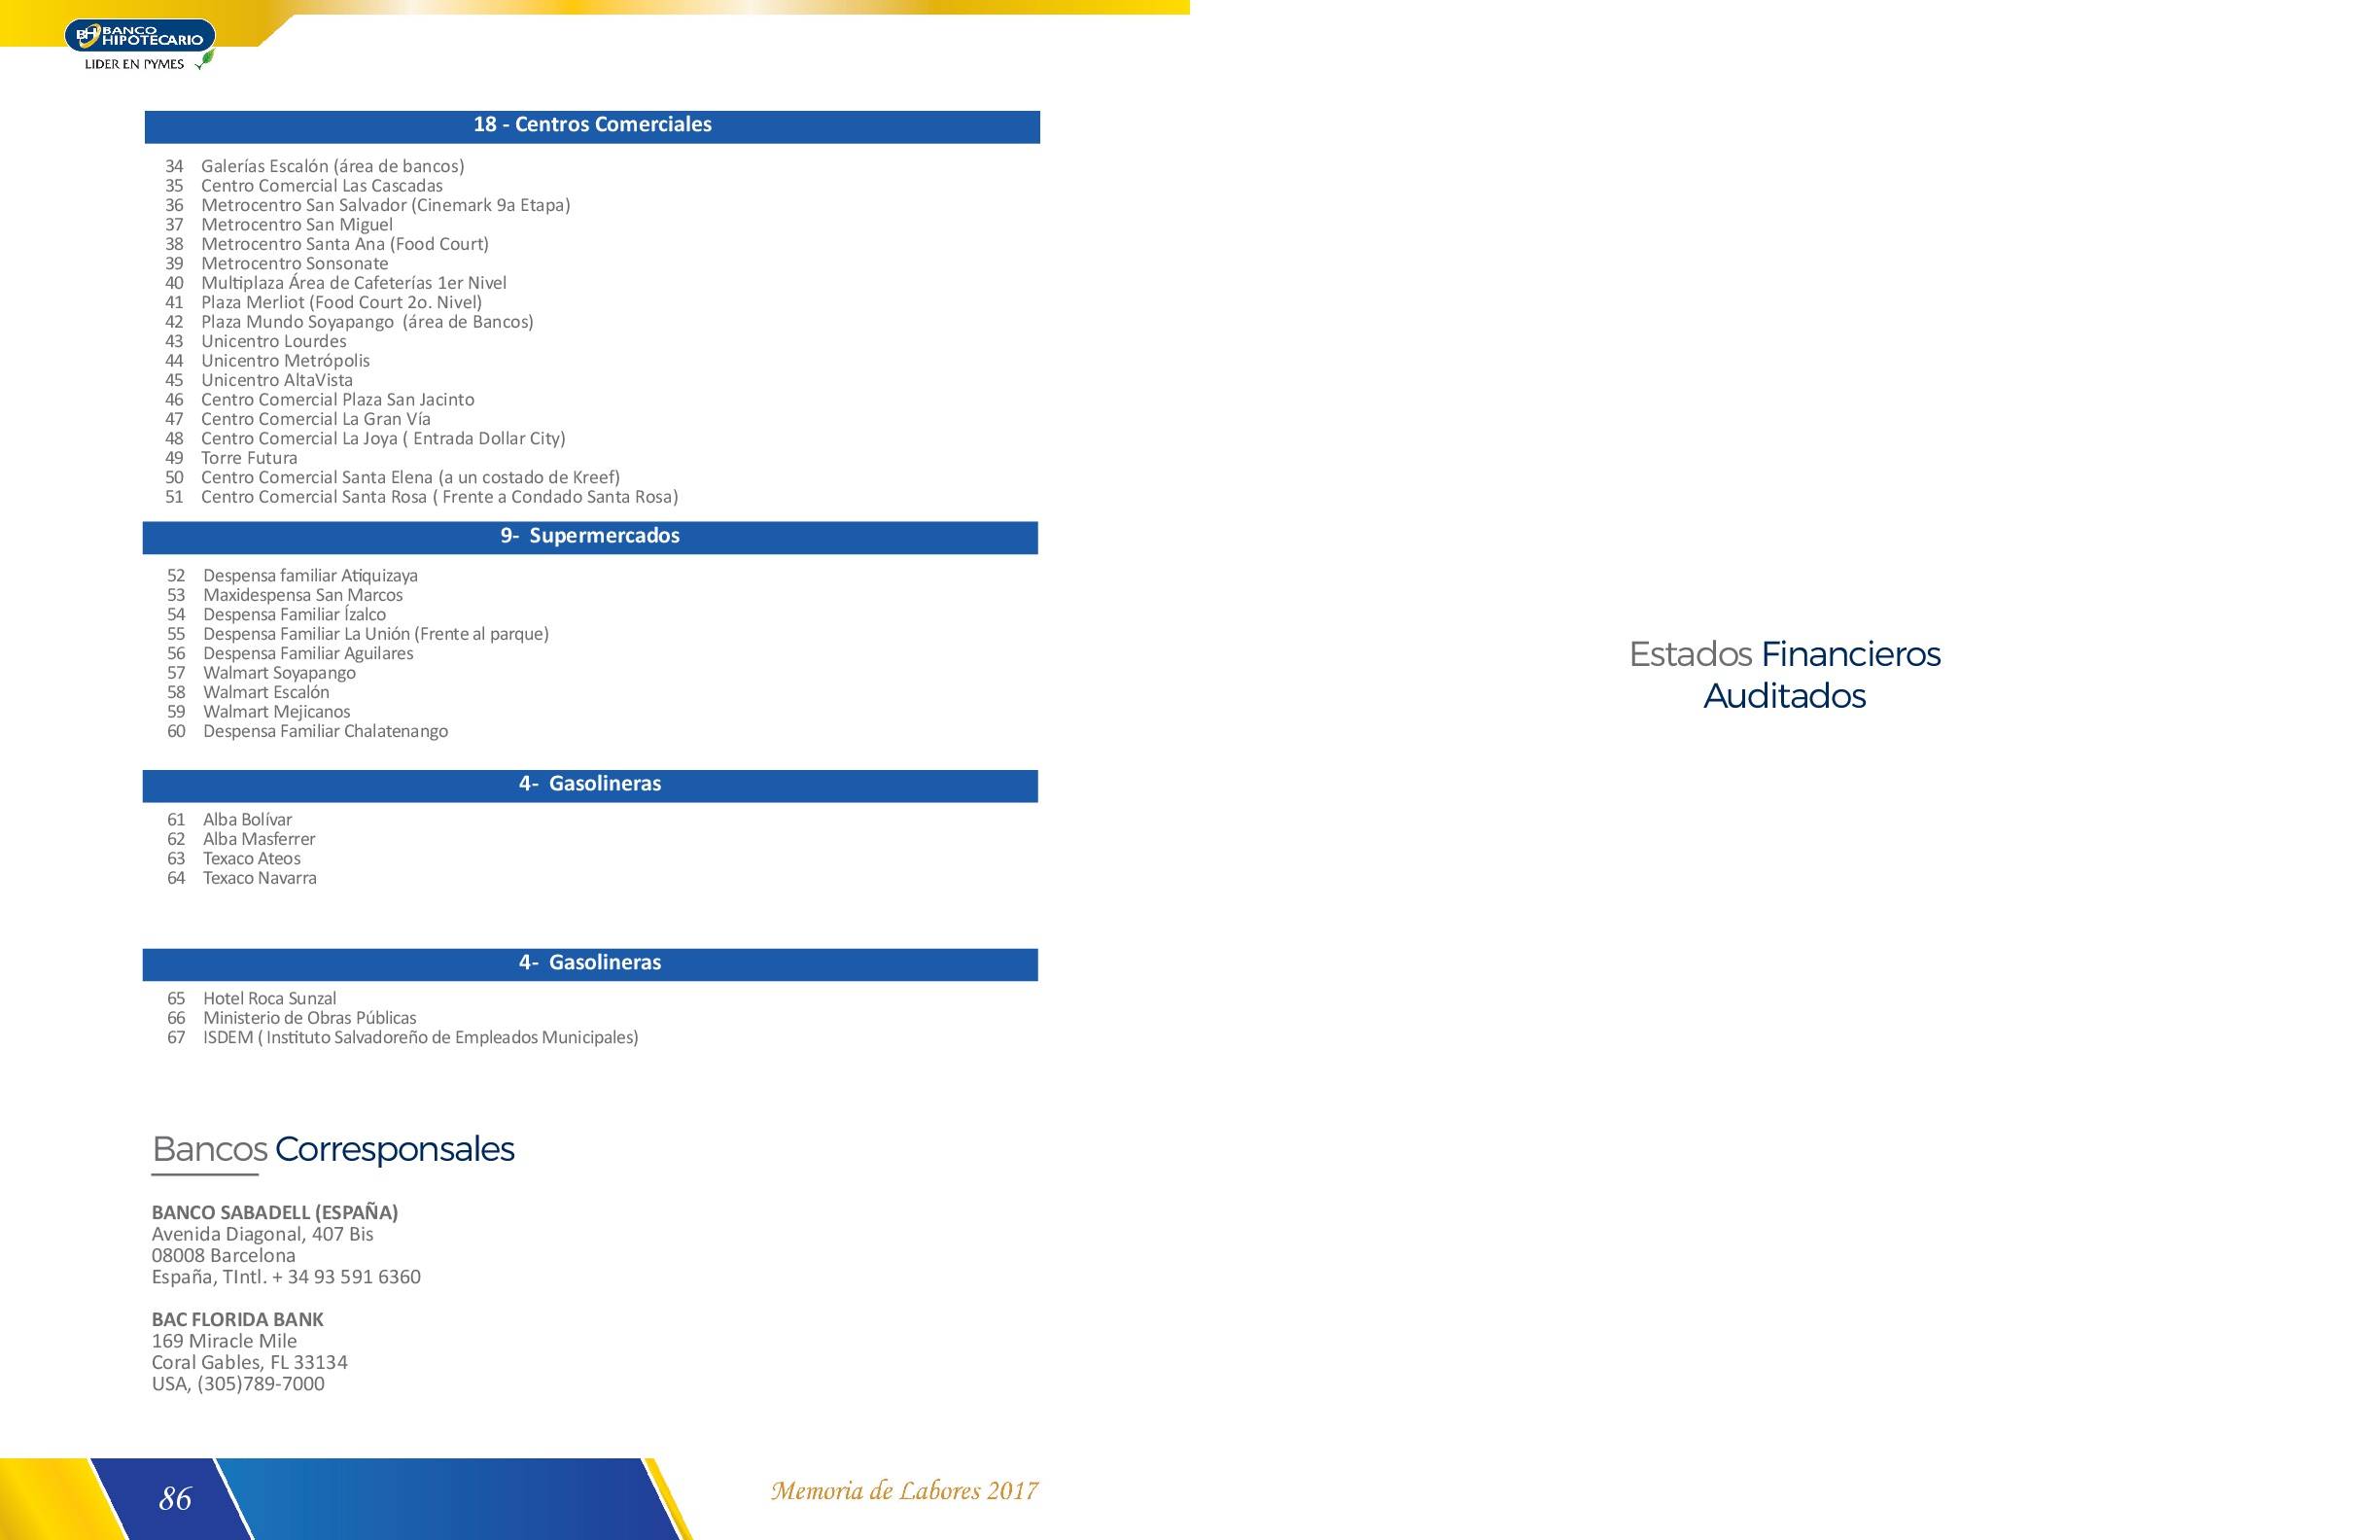 BH BANCO
HIPOTECARIO
LIDER EN PYMES
18 - Centros Comerciales
34 Galerías Escalón (área de bancos)
35 Centro Comercial Las Cascadas
36 Metrocentro San Salvador (Cinemark 9a Etapa)
37 Metrocentro San Miguel
38 Metrocentro Santa Ana (Food Court)
39 Metrocentro Sonsonate
40 Multiplaza Área de Cafeterías 1er Nivel
41 Plaza Merliot (Food Court 2o. Nivel)
42 Plaza Mundo Soyapango  (área de Bancos)
43 Unicentro Lourdes
44 Unicentro Metrópolis
45 Unicentro AltaVista
46 Centro Comercial Plaza San Jacinto
47 Centro Comercial La Gran Vía
48 Centro Comercial La Joya ( Entrada Dollar City)
49 Torre Futura
50 Centro Comercial Santa Elena (a un costado de Kreef)
51 Centro Comercial Santa Rosa ( Frente a Condado Santa Rosa)
9-  Supermercados
52 Despensa familiar Atiquizaya
53 Maxidespensa San Marcos
54 Despensa Familiar Ízalco
55 Despensa Familiar La Unión (Frente al parque)
56 Despensa Familiar Aguilares
57 Walmart Soyapango
58 Walmart Escalón
59 Walmart Mejicanos
60 Despensa Familiar Chalatenango
4-  Gasolineras
61 Alba Bolívar
62 Alba Masferrer
63 Texaco Ateos
64 Texaco Navarra
4-  Gasolineras
65 Hotel Roca Sunzal
66 Ministerio de Obras Públicas
67 ISDEM ( Instituto Salvadoreño de Empleados Municipales)
Bancos Corresponsales
BANCO SABADELL (ESPAÑA)
Avenida Diagonal, 407 Bis
08008 Barcelona
España, TIntl. + 34 93 591 6360
BAC FLORIDA BANK
169 Miracle Mile
Coral Gables, FL 33134
USA, (305)789-7000
86
Memoria de Labores 2017
Estados Financieros
Auditados